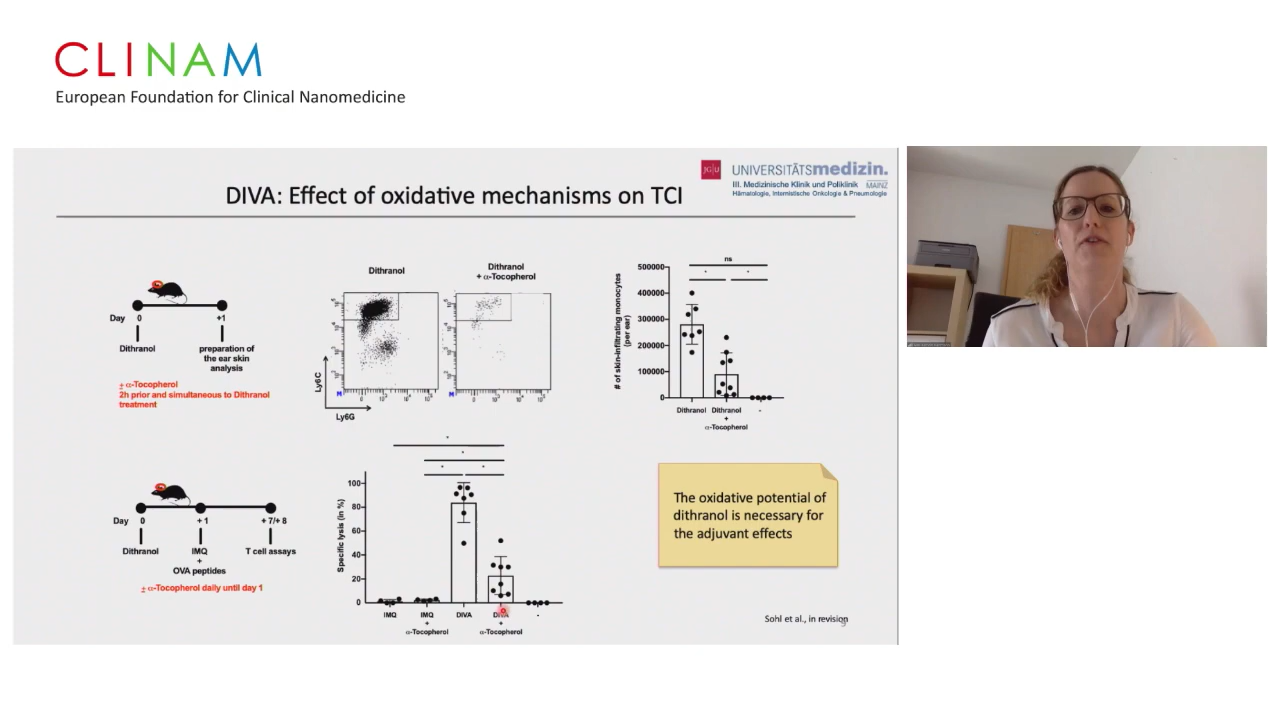 CLINAM
European Foundation for Clinical Nanomedicine
DIVA: Effect of oxidative mechanisms on TCI
JG|U
UNIVERSITÄTSmedizin.
III. Medizinische Klinik und Poliklinik MAINZ
Hämatologie, Internistische Onkologie & Pneumologie
Day 0 +1
Dithranol
preparation of
the ear skin
analysis
± α-Tocopherol
2h prior and simultaneous to Dithranol
treatment
Dithranol
Dithranol
+ α-Tocopherol
Ly6C
Ly6G
M
M
# of skin-infiltrating monocytes
(per ear)
500000
400000
300000
200000
100000
0
ns
*
*
Dithranol
Dithranol
+
α-Tocopherol
-
Day 0 + 1 + 7/+ 8
Dithranol
IMQ
+
OVA peptides
T cell assays
± α-Tocopherol daily until day 1
Specific lysis (in %)
100
80
60
40
20
0
*
*
*
*
IMQ
IMQ
+
α-Tocopherol
DIVA
DIVA
+
α-Tocopherol
-
The oxidative potential of
dithranol is necessary for
the adjuvant effects
Sohl et al., in revision